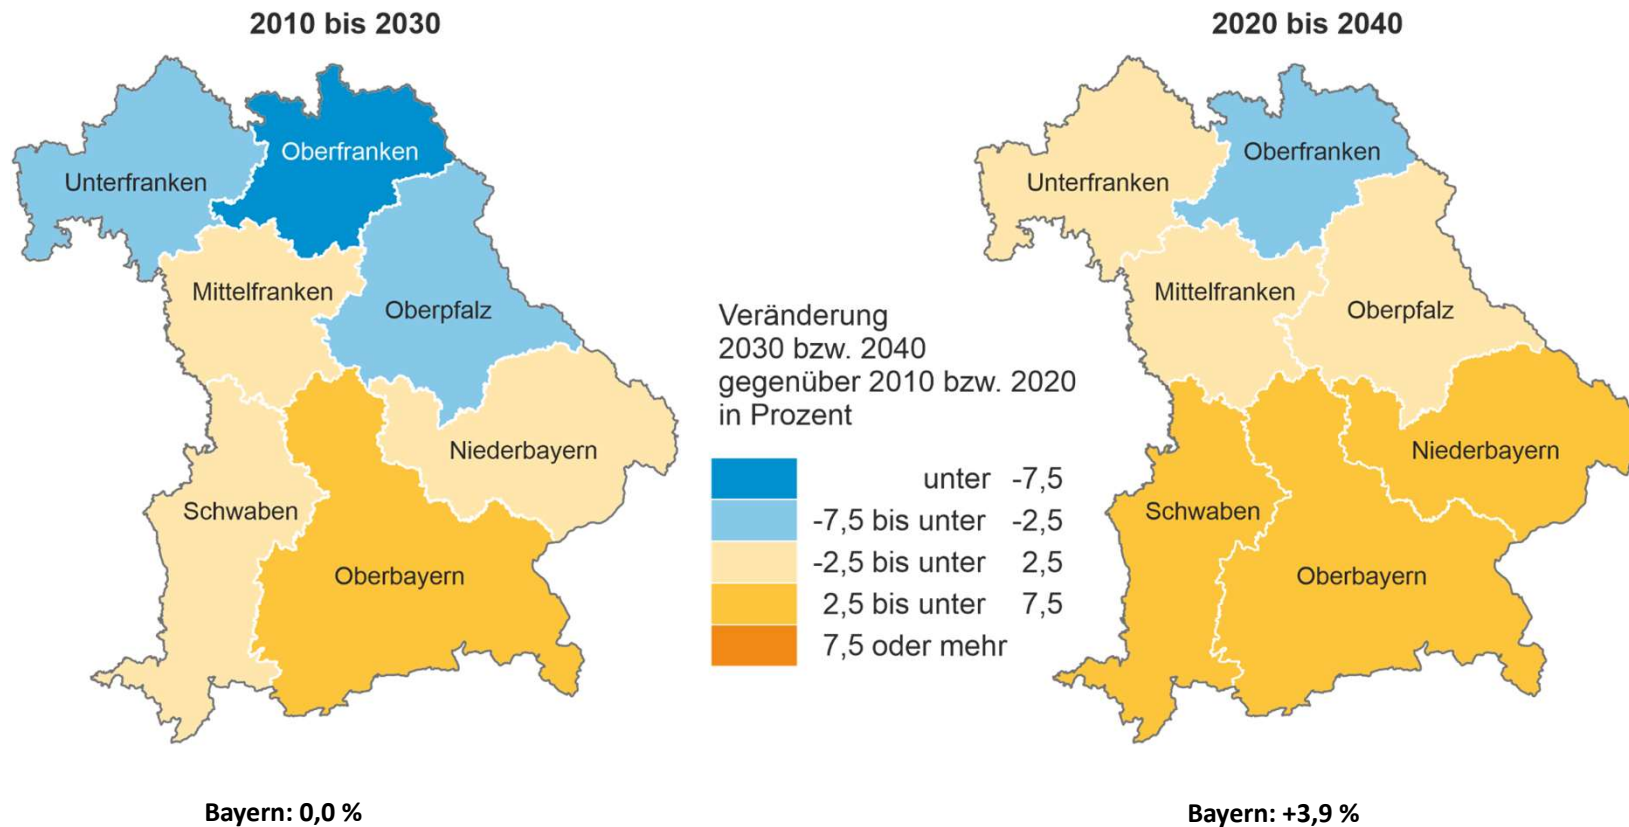 2010 bis 2030
Oberfranken
Unterfranken
Mittelfranken
Oberpfalz
Niederbayern
Schwaben
Oberbayern
Bayern: 0,0 %
Veränderung
2030 bzw. 2040
gegenüber 2010 bzw. 2020
in Prozent
unter -7,5
-7,5 bis unter -2,5
-2,5 bis unter 2,5
2,5 bis unter 7,5
7,5 oder mehr
2020 bis 2040
Oberfranken
Unterfranken
Mittelfranken
Oberpfalz
Niederbayern
Schwaben
Oberbayern
Bayern: +3,9 %